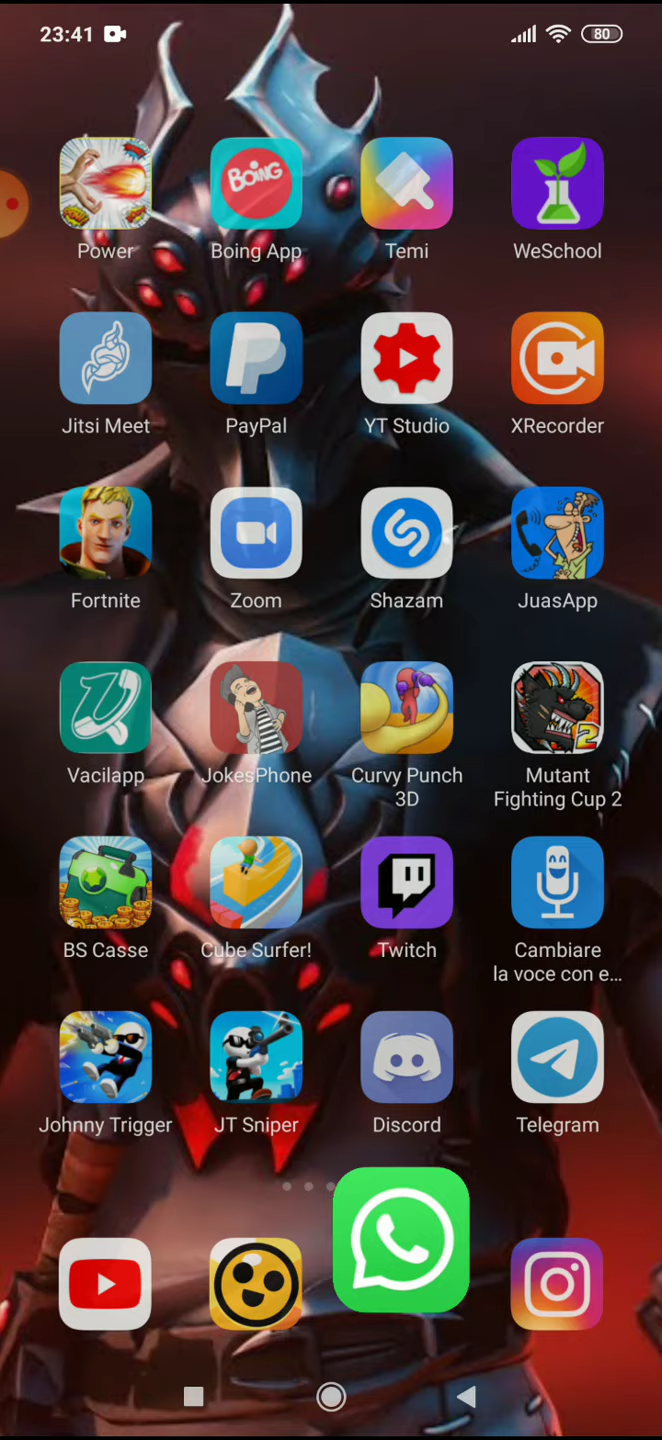 23:41
80
BOING
Power
Boing App
Temi
WeSchool
Jitsi Meet
PayPal
YT Studio
XRecorder
Fortnite
Zoom
Shazam
JuasApp
Vacilapp
JokesPhone
Curvy Punch
3D
2
Mutant
Fighting Cup 2
BS Casse
Cube Surfer!
Twitch
Cambiare
la voce con e...
Johnny Trigger
JT Sniper
Discord
Telegram